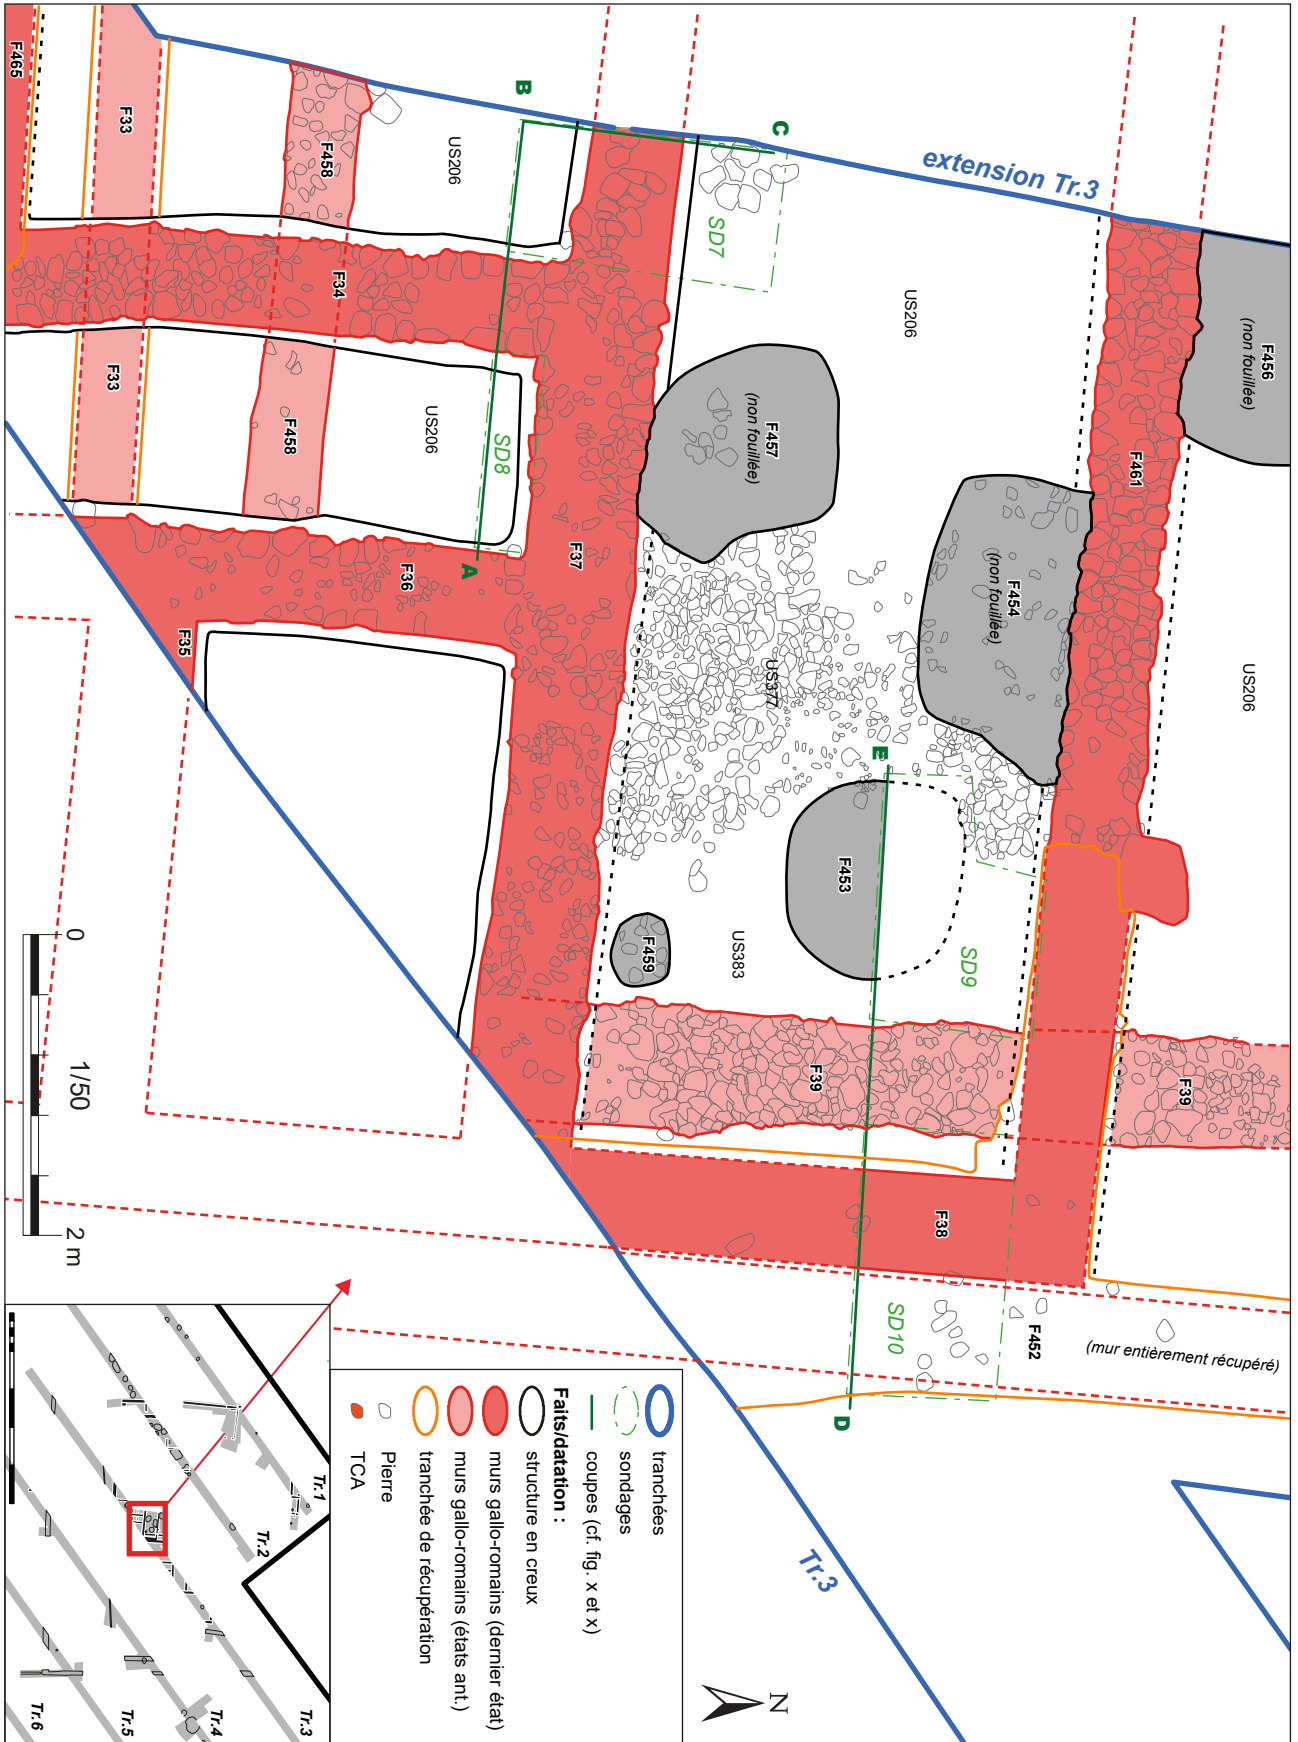 F465
F33
F458
US206
B
C
extension Tr.3
SD7
US206
F456
(non fouillée)
F34
F33
F458
US206
SD8
A
F457
(non fouillée)
F461
F454
(non fouillée)
US206
F37
F36
F35
US377
E
F453
F459
US383
SD9
F39
F39
F38
SD10
F452
(mur entièrement récupéré)
D
0
1/50
2 m
Tr.3
N
tranchées
sondages
coupes (cf. fig. x et x)
Faits/datation :
structure en creux
murs gallo-romains (dernier état)
murs gallo-romains (états ant.)
tranchée de récupération
Pierre
TCA
Tr.1
Tr.2
Tr.3
Tr.4
Tr.5
Tr.6